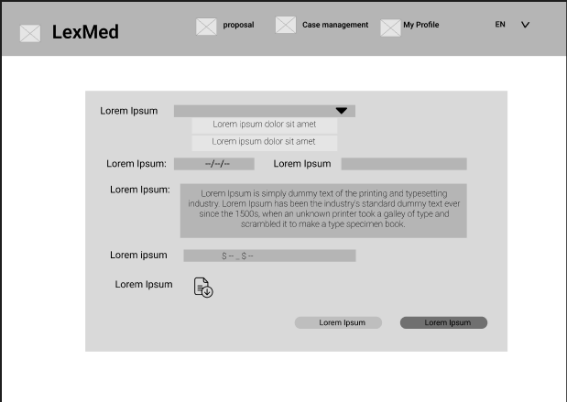 LexMed
proposal
Case management
My Profile
EN
Lorem Ipsum
Lorem ipsum dolor sit amet
Lorem ipsum dolor sit amet
Lorem Ipsum:
--/--/--
Lorem Ipsum
Lorem Ipsum:
Lorem Ipsum is simply dummy text of the printing and typesetting
industry. Lorem Ipsum has been the industry's standard dummy text ever
since the 1500s, when an unknown printer took a galley of type and
scrambled it to make a type specimen book.
Lorem ipsum
$ -- _ $ --
Lorem Ipsum
Lorem Ipsum
Lorem Ipsum